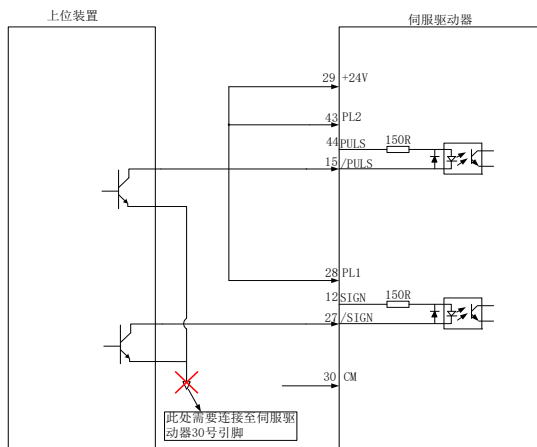 上位装置
伺服驱动器
29 +24V
43 PL2
44 PULS 150R
15 /PULS
28 PL1
12 SIGN 150R
27 /SIGN
30 CM
此处需要连接至伺服驱
动器30号引脚